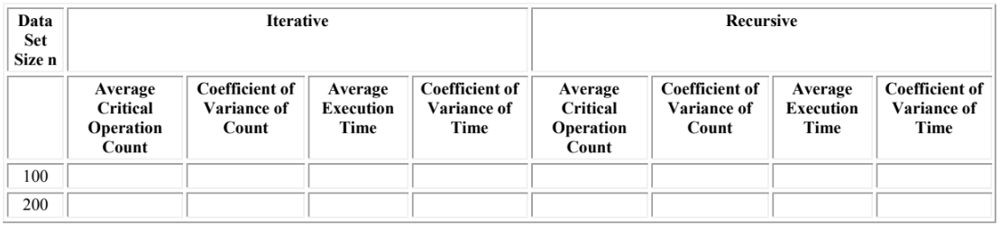 Data Set Size n
Iterative
Recursive
Average Critical Operation Count
Coefficient of Variance of Count
Average Execution Time
Coefficient of Variance of Time
Average Critical Operation Count
Coefficient of Variance of Count
Average Execution Time
Coefficient of Variance of Time
100
200